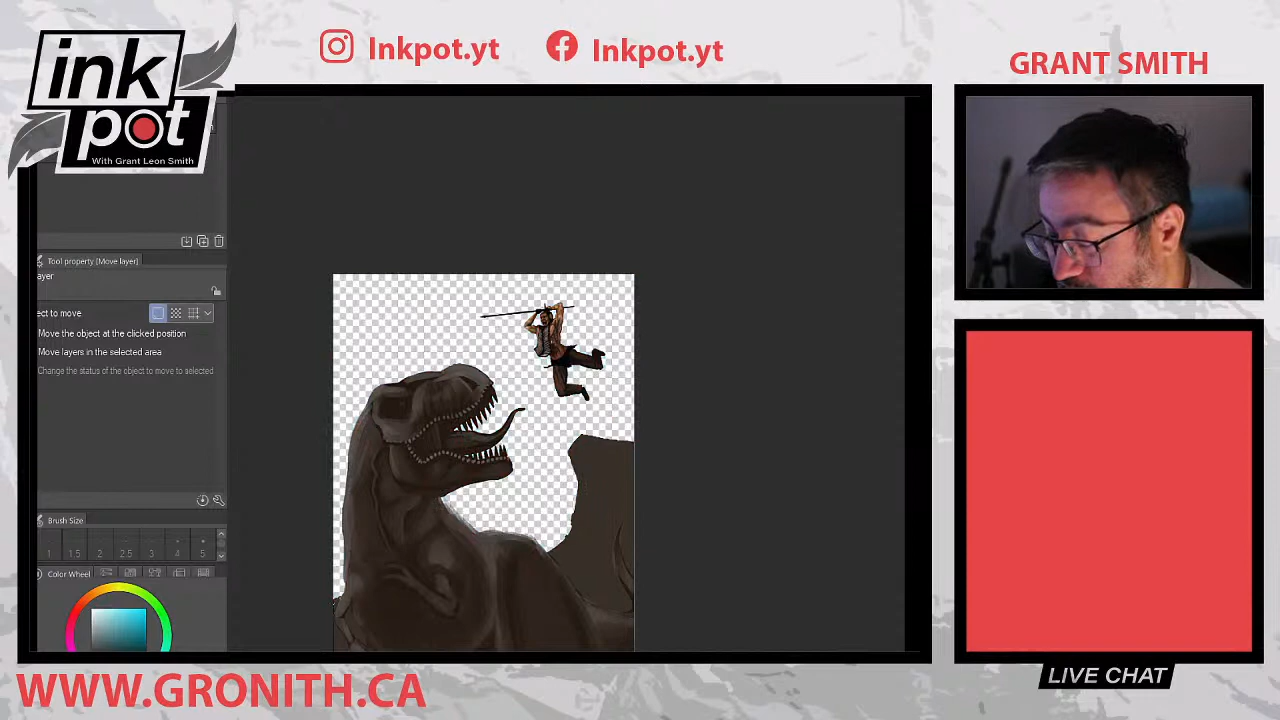 ink
pot
With Grant Leon Smith
Inkpot.yt
Inkpot.yt
GRANT SMITH
Tool property [Move layer]
ayer
ect to move
Move the object at the clicked position
Move layers in the selected area
Change the status of the object to move to selected
Brush Size
1 1.5 2 2.5 3 4 5
Color Wheel
LIVE CHAT
WWW.GRONITH.CA